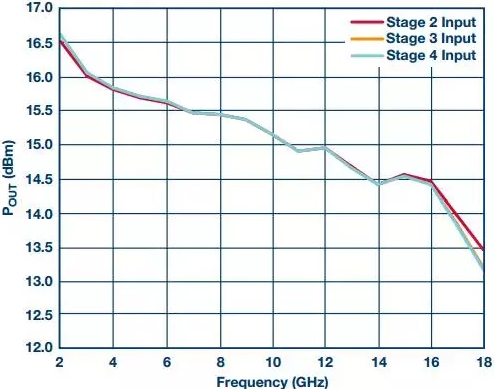 17.0
16.5
16.0
15.5
15.0
14.5
14.0
13.5
13.0
12.5
12.0
P_OUT (dBm)
Stage 2 Input
Stage 3 Input
Stage 4 Input
2 4 6 8 10 12 14 16 18
Frequency (GHz)